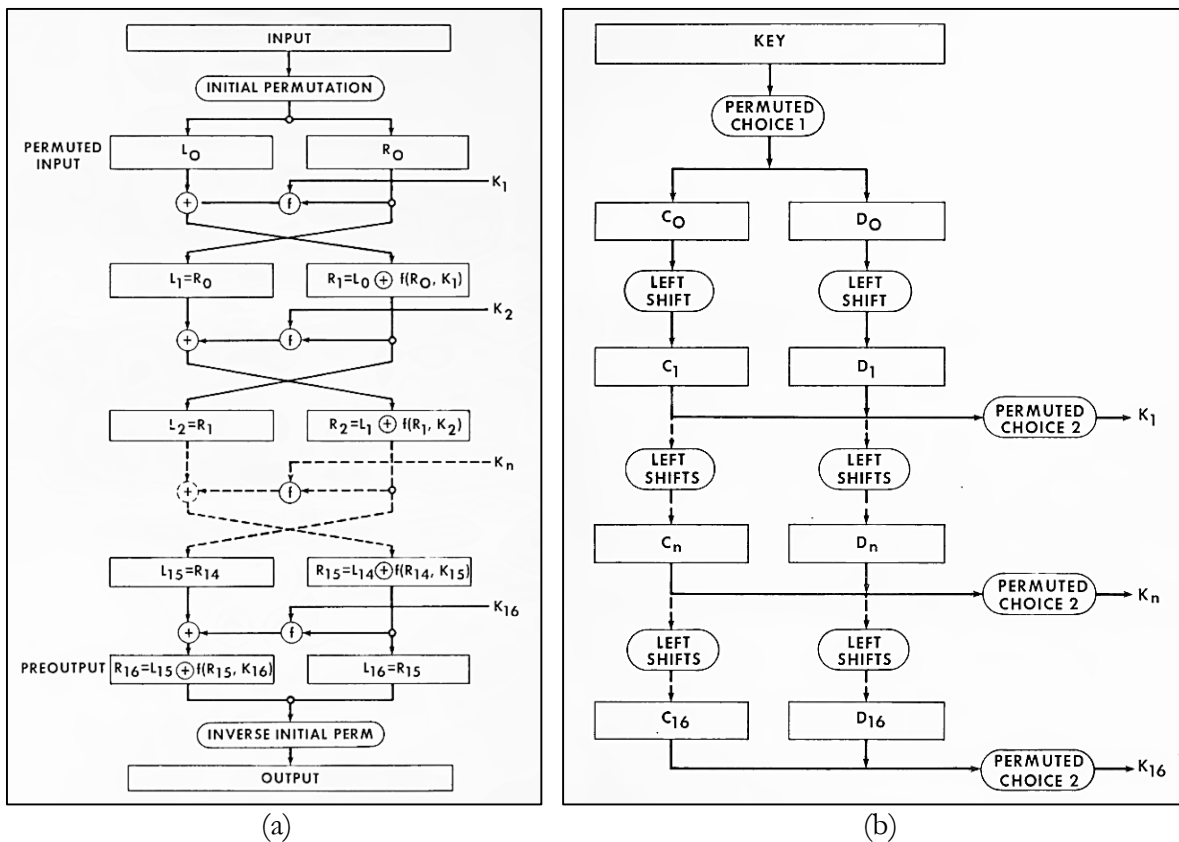 INPUT
INITIAL PERMUTATION
PERMUTED
INPUT
L0
R0
K1
+
f
L1=R0
R1=L0 + f(R0, K1)
K2
+
f
L2=R1
R2=L1 + f(R1, K2)
Kn
+
f
L15=R14
R15=L14 + f(R14, K15)
K16
+
f
PREOUTPUT
R16=L15 + f(R15, K16)
L16=R15
INVERSE INITIAL PERM
OUTPUT
(a)
KEY
PERMUTED
CHOICE 1
C0
D0
LEFT
SHIFT
LEFT
SHIFT
C1
D1
PERMUTED
CHOICE 2
K1
LEFT
SHIFTS
LEFT
SHIFTS
Cn
Dn
PERMUTED
CHOICE 2
Kn
LEFT
SHIFTS
LEFT
SHIFTS
C16
D16
PERMUTED
CHOICE 2
K16
(b)